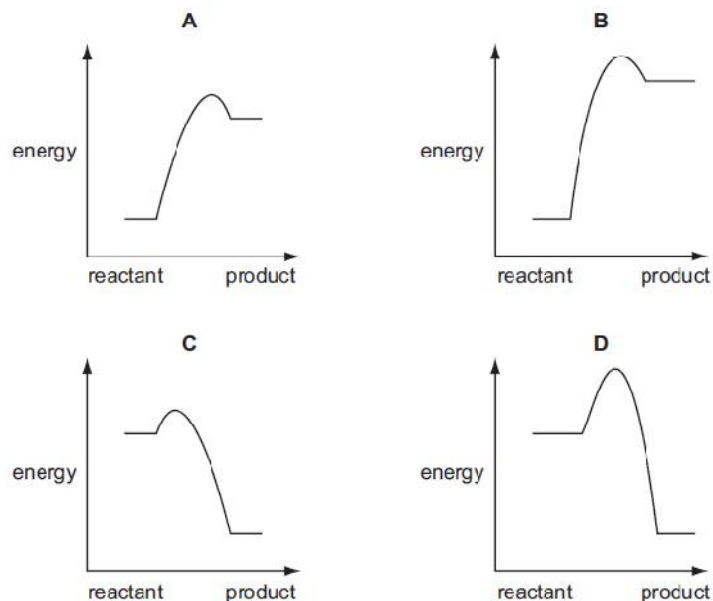 A
B
energy
energy
reactant product
reactant product
C
D
energy
energy
reactant product
reactant product